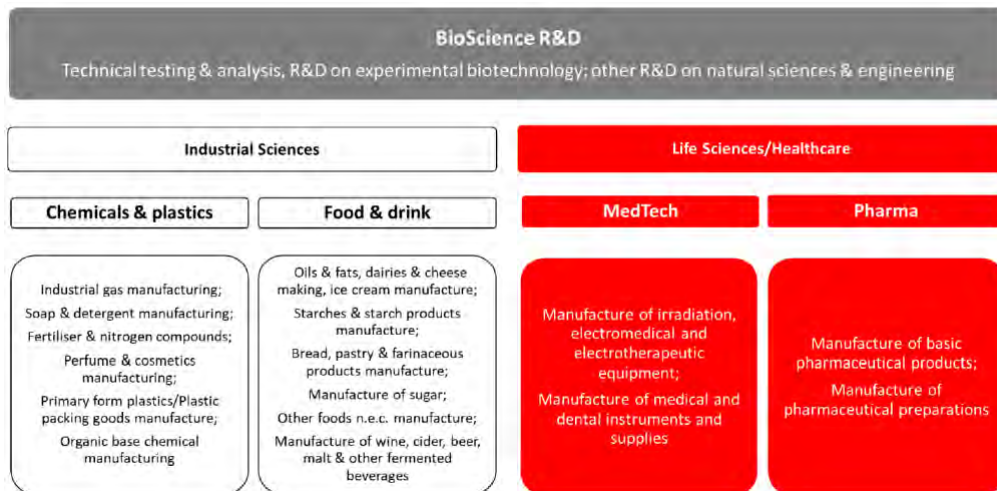 BioScience R&D
Technical testing & analysis, R&D on experimental biotechnology; other R&D on natural sciences & engineering
Industrial Sciences
Life Sciences/Healthcare
Chemicals & plastics
Food & drink
MedTech
Pharma
Industrial gas manufacturing;
Soap & detergent manufacturing;
Fertiliser & nitrogen compounds;
Perfume & cosmetics
manufacturing;
Primary form plastics/Plastic
packing goods manufacture;
Organic base chemical
manufacturing
Oils & fats, dairies & cheese
making, ice cream manufacture;
Starches & starch products
manufacture;
Bread, pastry & farinaceous
products manufacture;
Manufacture of sugar;
Other foods n.e.c. manufacture;
Manufacture of wine, cider, beer,
malt & other fermented
beverages
Manufacture of irradiation,
electromedical and
electrotherapeutic
equipment;
Manufacture of medical and
dental instruments and
supplies
Manufacture of basic
pharmaceutical products;
Manufacture of
pharmaceutical preparations